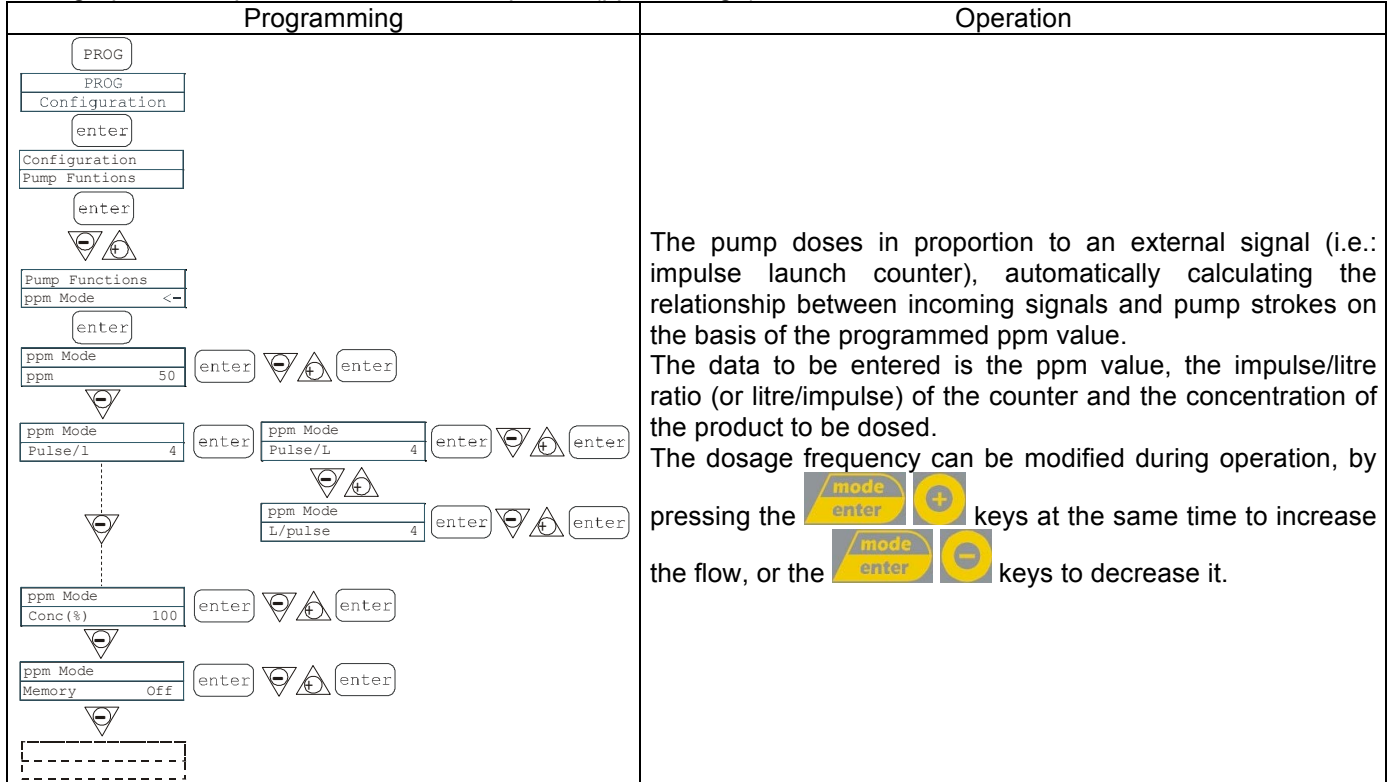 Programming
Operation
PROG
PROG
Configuration
enter
Configuration
Pump Funtions
enter
- +
Pump Functions
ppm Mode <-
enter
ppm Mode
ppm 50
enter - + enter
-
ppm Mode
Pulse/l 4
enter
ppm Mode
Pulse/L 4
enter - + enter
- +
ppm Mode
L/pulse 4
enter - + enter
-
ppm Mode
Conc(%) 100
enter - + enter
-
ppm Mode
Memory Off
enter - + enter
-
The pump doses in proportion to an external signal (i.e.:
impulse launch counter), automatically calculating the
relationship between incoming signals and pump strokes on
the basis of the programmed ppm value.
The data to be entered is the ppm value, the impulse/litre
ratio (or litre/impulse) of the counter and the concentration of
the product to be dosed.
The dosage frequency can be modified during operation, by
pressing the mode enter + keys at the same time to increase
the flow, or the mode enter - keys to decrease it.